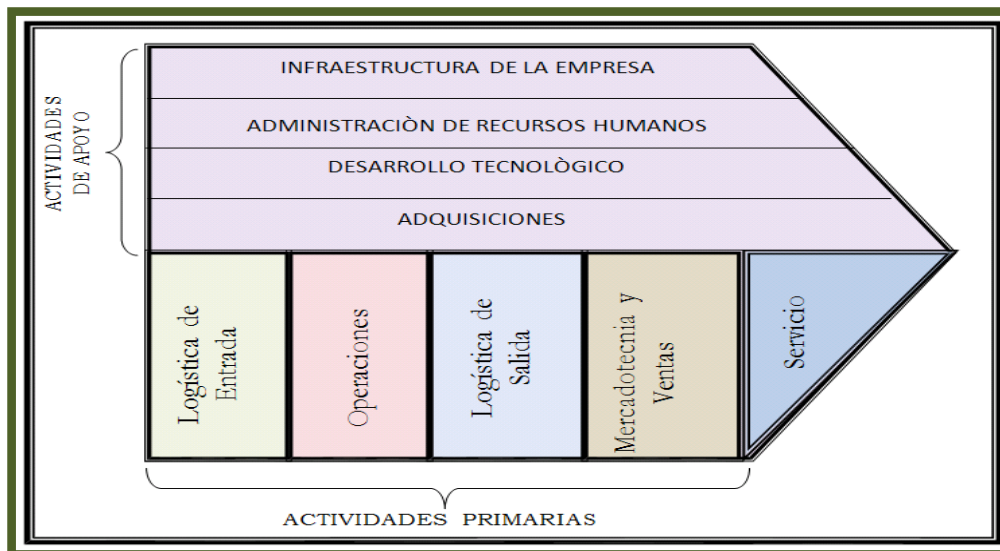 ACTIVIDADES
DE APOYO
INFRAESTRUCTURA DE LA EMPRESA
ADMINISTRACIÒN DE RECURSOS HUMANOS
DESARROLLO TECNOLÒGICO
ADQUISICIONES
Logística de
Entrada
Operaciones
Logística de
Salida
Mercadotecnia y
Ventas
Servicio
ACTIVIDADES PRIMARIAS